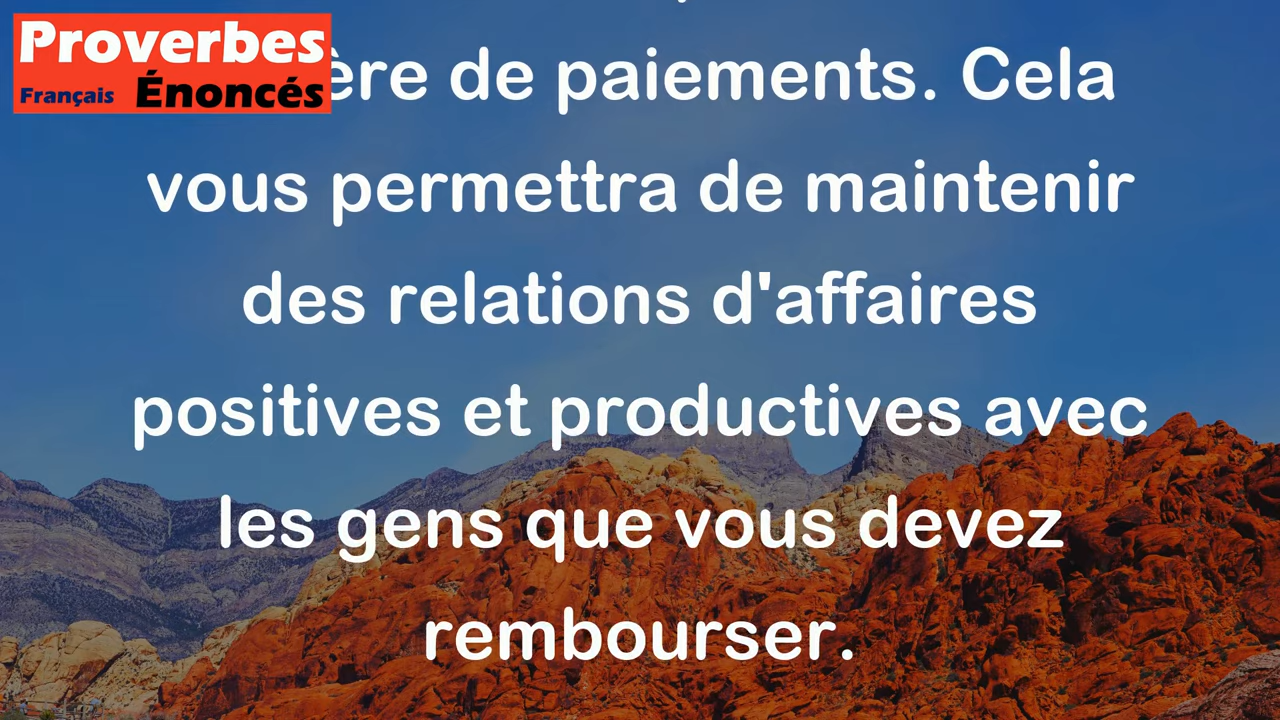 Proverbes
Français Énoncés
de paiements. Cela
vous permettra de maintenir
des relations d'affaires
positives et productives avec
les gens que vous devez
rembourser.